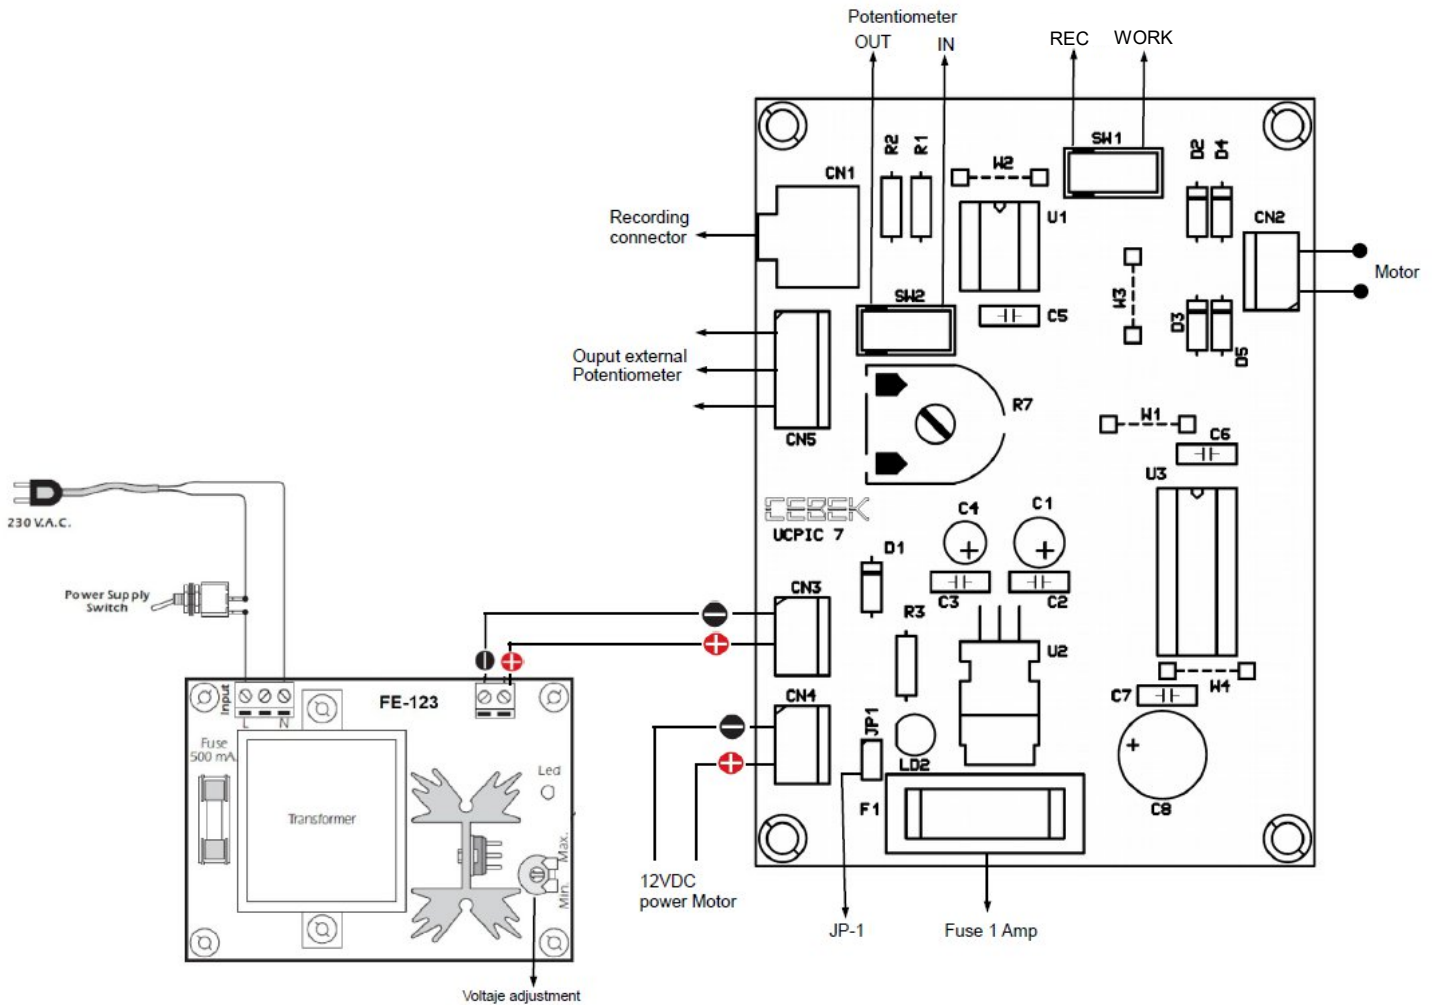 Potentiometer
OUT
IN
REC
WORK
R2
R1
W2
SW1
D2
D4
CN1
U1
CN2
Recording
connector
Motor
W3
SW2
C5
D3
D5
Ouput external
Potentiometer
R7
W1
CN5
C6
U3
CEBEK
UCPIC 7
C4
C1
230 V.A.C.
D1
Power Supply
Switch
CN3
C3
C2
R3
U2
Input
FE-123
L
N
CN4
C7
W4
JP1
Fuse
500 mA.
LD2
Led
F1
C8
Transformer
Max.
Min.
12VDC
power Motor
JP-1
Fuse 1 Amp
Voltaje adjustment